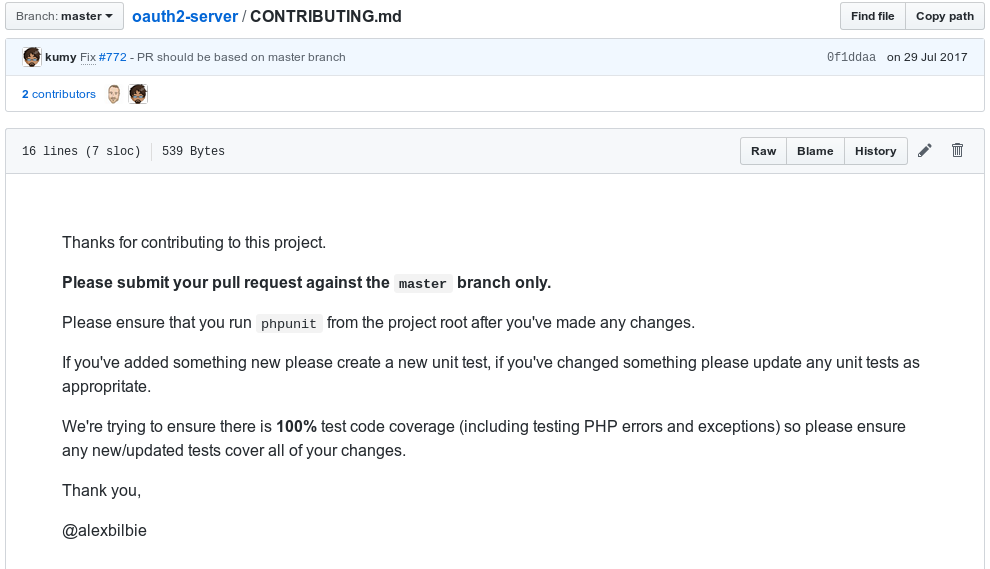 Branch: master
oauth2-server / CONTRIBUTING.md
Find file
Copy path
kumy Fix #772 - PR should be based on master branch
0f1ddaa on 29 Jul 2017
2 contributors
16 lines (7 sloc) 539 Bytes
Raw
Blame
History
Thanks for contributing to this project.
Please submit your pull request against the master branch only.
Please ensure that you run phpunit from the project root after you've made any changes.
If you've added something new please create a new unit test, if you've changed something please update any unit tests as
appropritate.
We're trying to ensure there is 100% test code coverage (including testing PHP errors and exceptions) so please ensure
any new/updated tests cover all of your changes.
Thank you,
@alexbilbie